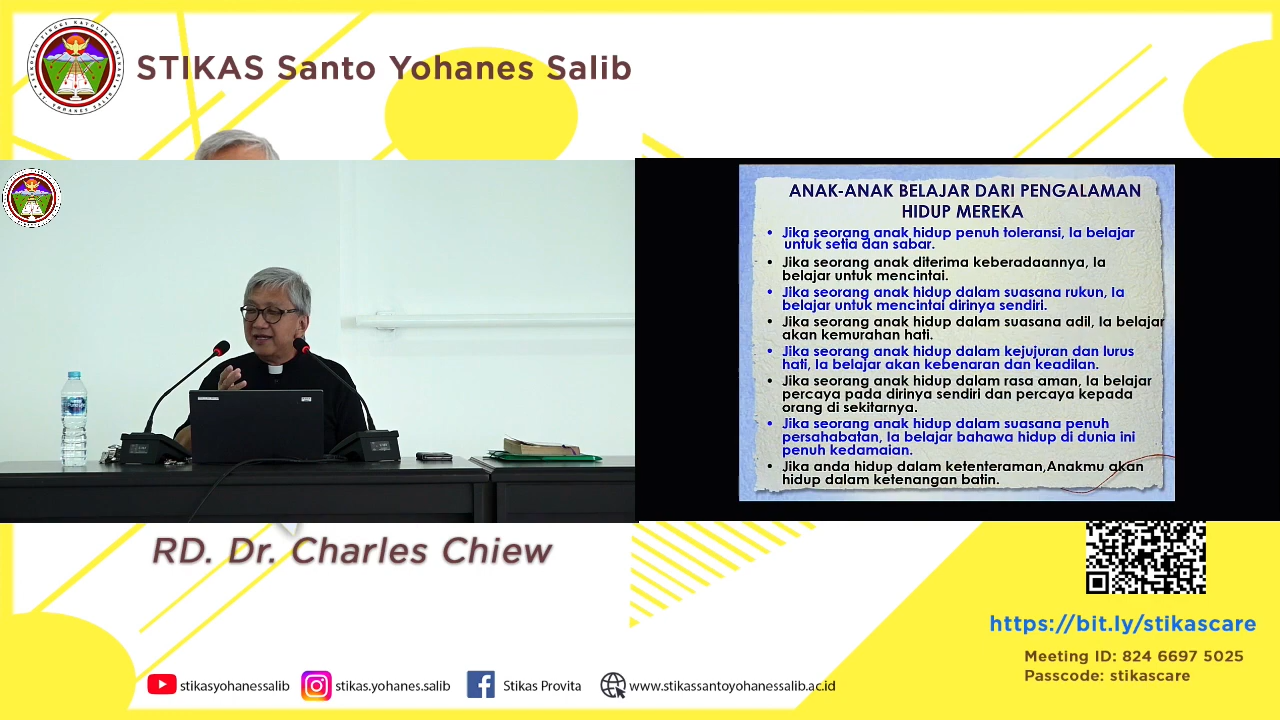 STIKAS Santo Yohanes Salib
ANAK-ANAK BELAJAR DARI PENGALAMAN
HIDUP MEREKA
• Jika seorang anak hidup penuh toleransi, Ia belajar
untuk setia dan sabar.
• Jika seorang anak diterima keberadaannya, Ia
belajar untuk mencintai.
• Jika seorang anak hidup dalam suasana rukun, Ia
belajar untuk mencintai dirinya sendiri.
• Jika seorang anak hidup dalam suasana adil, Ia belajar
akan kemurahan hati.
• Jika seorang anak hidup dalam kejujuran dan lurus
hati, Ia belajar akan kebenaran dan keadilan.
• Jika seorang anak hidup dalam rasa aman, Ia belajar
percaya pada dirinya sendiri dan percaya kepada
orang di sekitarnya.
• Jika seorang anak hidup dalam suasana penuh
persahabatan, Ia belajar bahawa hidup di dunia ini
penuh kedamaian.
• Jika anda hidup dalam ketenteraman,Anakmu akan
hidup dalam ketenangan batin.
RD. Dr. Charles Chiew
https://bit.ly/stikascare
Meeting ID: 824 6697 5025
Passcode: stikascare
stikasyohanessalib
stikas.yohanes.salib
Stikas Provita
www.stikassantoyohanessalib.ac.id